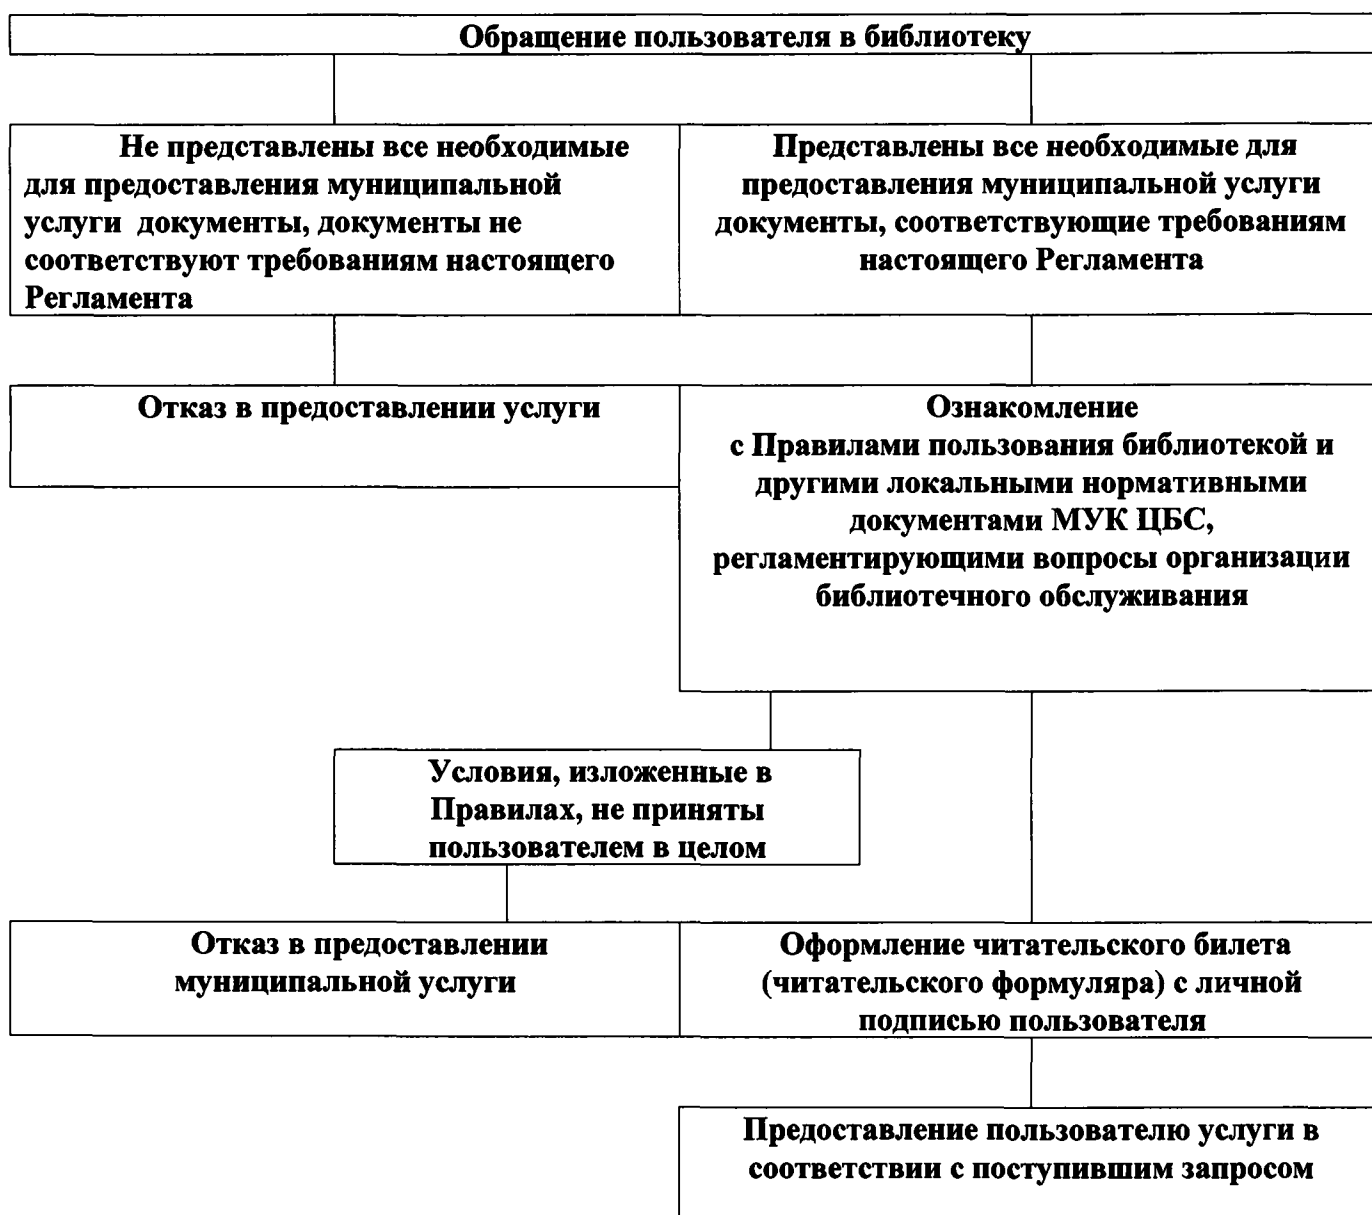 Обращение пользователя в библиотеку
Не представлены все необходимые
для предоставления муниципальной
услуги документы, документы не
соответствуют требованиям настоящего
Регламента
Представлены все необходимые для
предоставления муниципальной услуги
документы, соответствующие требованиям
настоящего Регламента
Отказ в предоставлении услуги
Ознакомление
с Правилами пользования библиотекой и
другими локальными нормативными
документами МУК ЦБС,
регламентирующими вопросы организации
библиотечного обслуживания
Условия, изложенные в
Правилах, не приняты
пользователем в целом
Отказ в предоставлении
муниципальной услуги
Оформление читательского билета
(читательского формуляра) с личной
подписью пользователя
Предоставление пользователю услуги в
соответствии с поступившим запросом